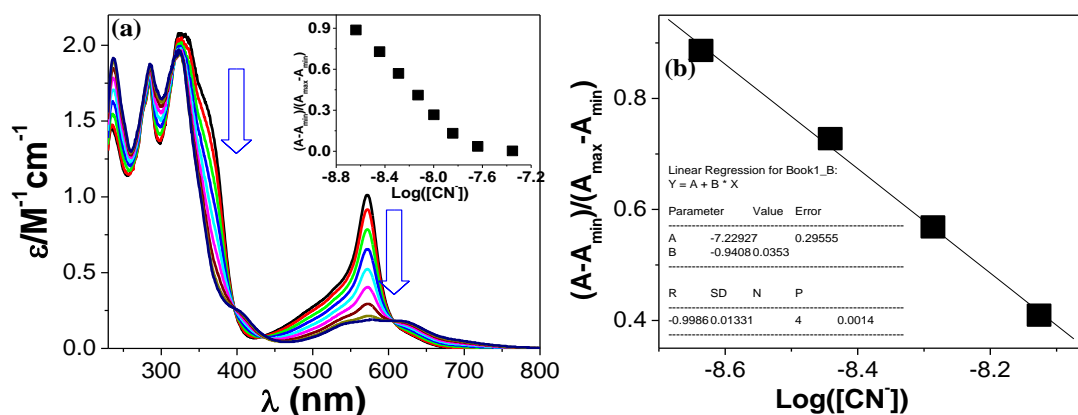 (a)
ε/M⁻¹cm⁻¹
2.0
1.5
1.0
0.5
0.0
300 400 500 600 700 800
λ (nm)
(A-A_min)/(A_max-A_min)
0.9
0.6
0.3
0.0
-8.8 -8.4 -8.0 -7.6 -7.2
Log([CN⁻])
(b)
(A-A_min)/(A_max-A_min)
0.8
0.6
0.4
Linear Regression for Book1_B:
Y = A + B * X
Parameter Value Error
A -7.22927 0.29555
B -0.9408 0.0353
R SD N P
-0.9986 0.01331 4 0.0014
-8.6 -8.4 -8.2
Log([CN⁻])